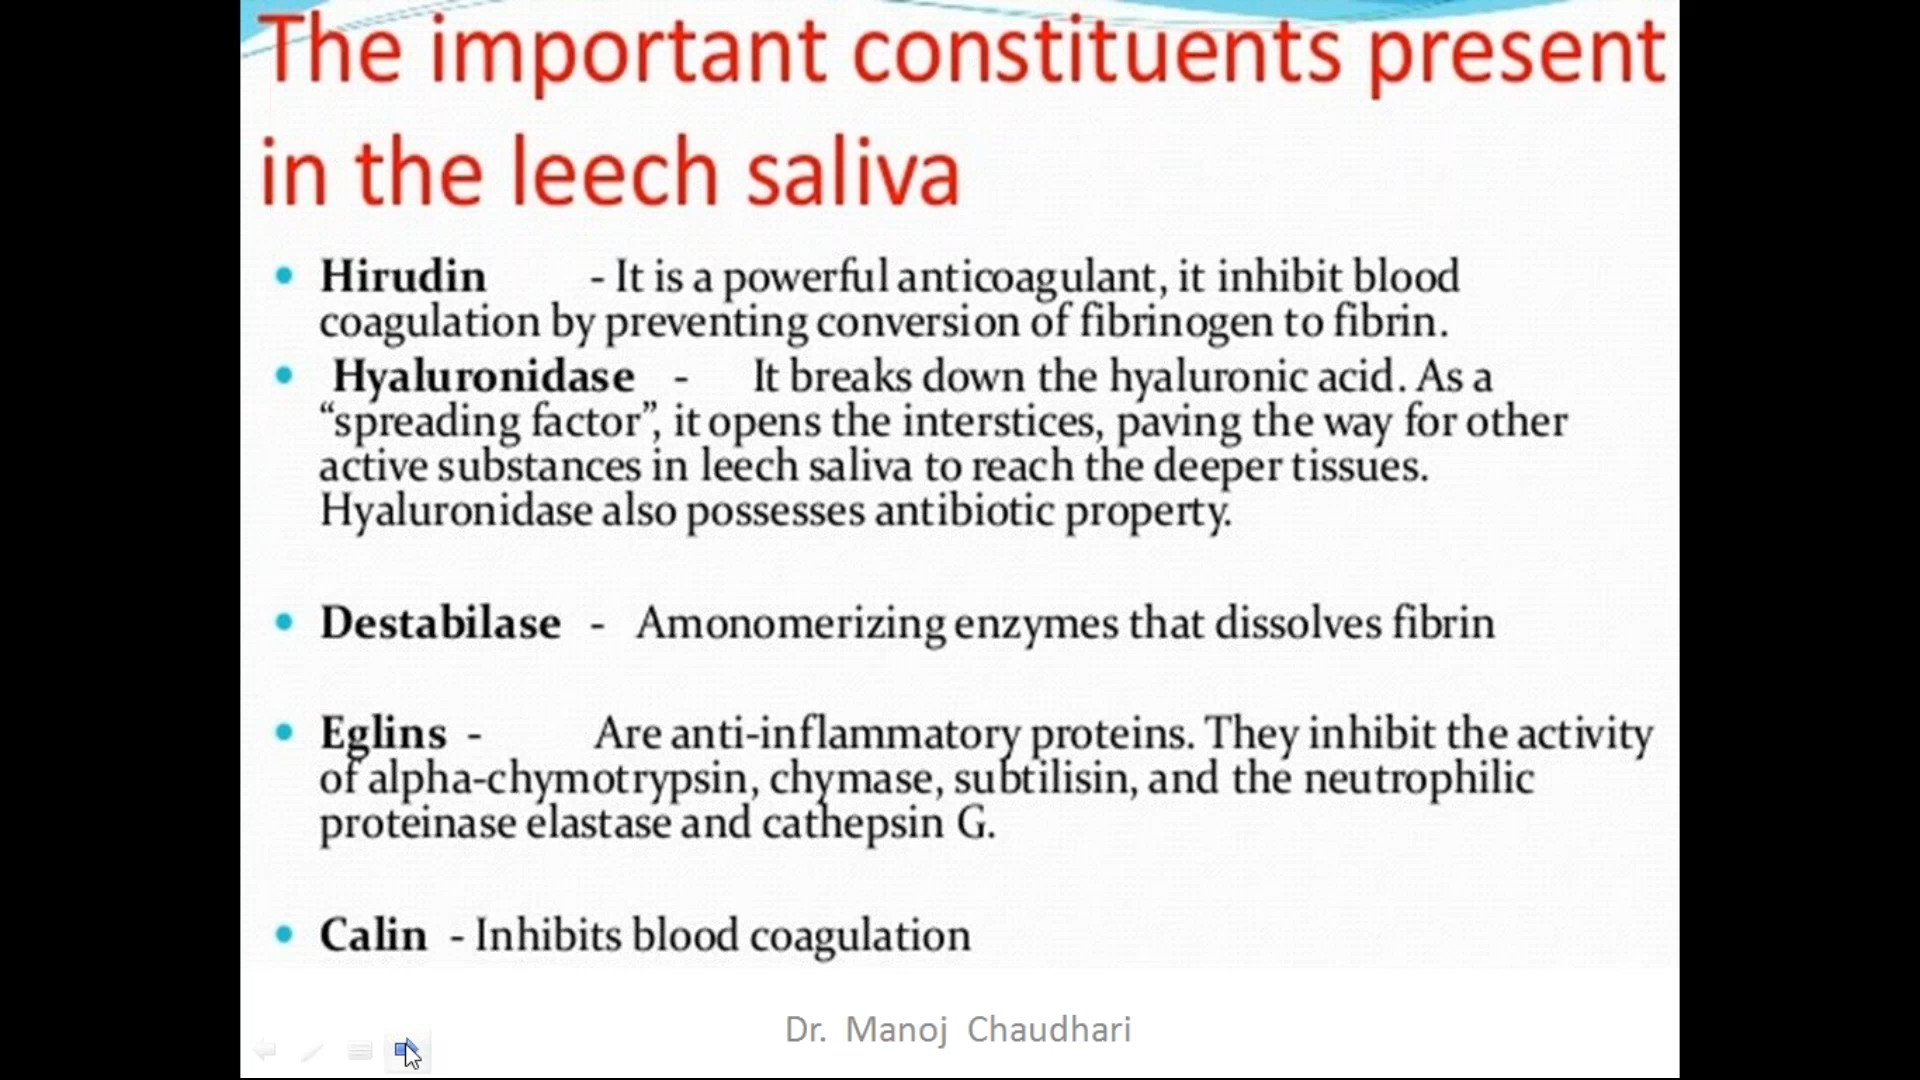 The important constituents present
in the leech saliva
• Hirudin - It is a powerful anticoagulant, it inhibit blood
coagulation by preventing conversion of fibrinogen to fibrin.
• Hyaluronidase - It breaks down the hyaluronic acid. As a
“spreading factor”, it opens the interstices, paving the way for other
active substances in leech saliva to reach the deeper tissues.
Hyaluronidase also possesses antibiotic property.
• Destabilase - Amonomerizing enzymes that dissolves fibrin
• Eglins - Are anti-inflammatory proteins. They inhibit the activity
of alpha-chymotrypsin, chymase, subtilisin, and the neutrophilic
proteinase elastase and cathepsin G.
• Calin - Inhibits blood coagulation
Dr. Manoj Chaudhari